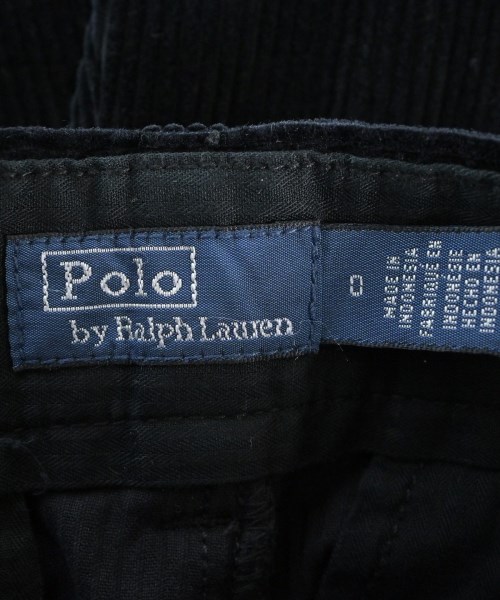 Polo
by Ralph Lauren
0
MADE IN
INDONESIA
FABRIQUE EN
INDONESIE
HECHO EN
INDONESIA